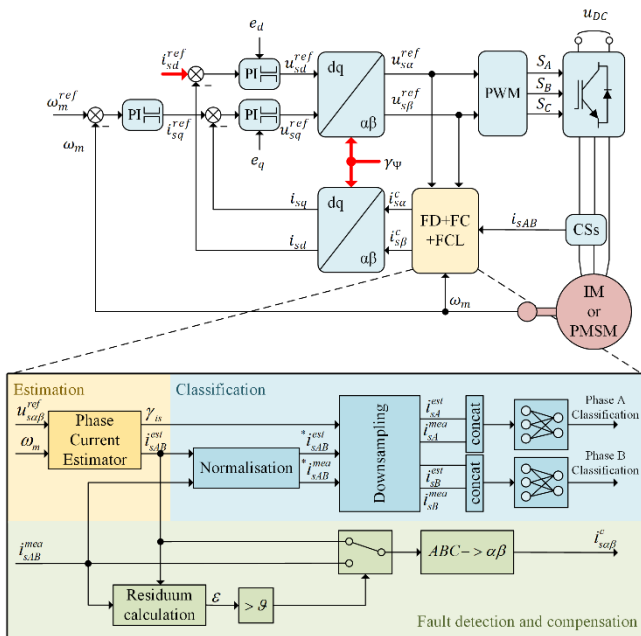 u_DC
e_d
i_sd^ref
PI
u_sd^ref
dq
αβ
u_sα^ref
S_A
ω_m^ref
PI
i_sq^ref
PI
u_sq^ref
u_sβ^ref
PWM
S_B
S_C
ω_m
e_q
γ_Ψ
i_sq
dq
αβ
i_sα^c
FD+FC
+FCL
i_sAB
CSs
i_sd
i_sβ^c
ω_m
IM
or
PMSM
Estimation
Classification
u_sαβ^ref
ω_m
Phase
Current
Estimator
γ_is
i_sAB^est
Normalisation
*i_sAB^est
*i_sAB^mea
Downsampling
i_sA^est
i_sA^mea
concat
Phase A
Classification
i_sB^est
i_sB^mea
concat
Phase B
Classification
i_sAB^mea
ABC−> αβ
i_sαβ^c
Residuum
calculation
ε
> ϑ
Fault detection and compensation